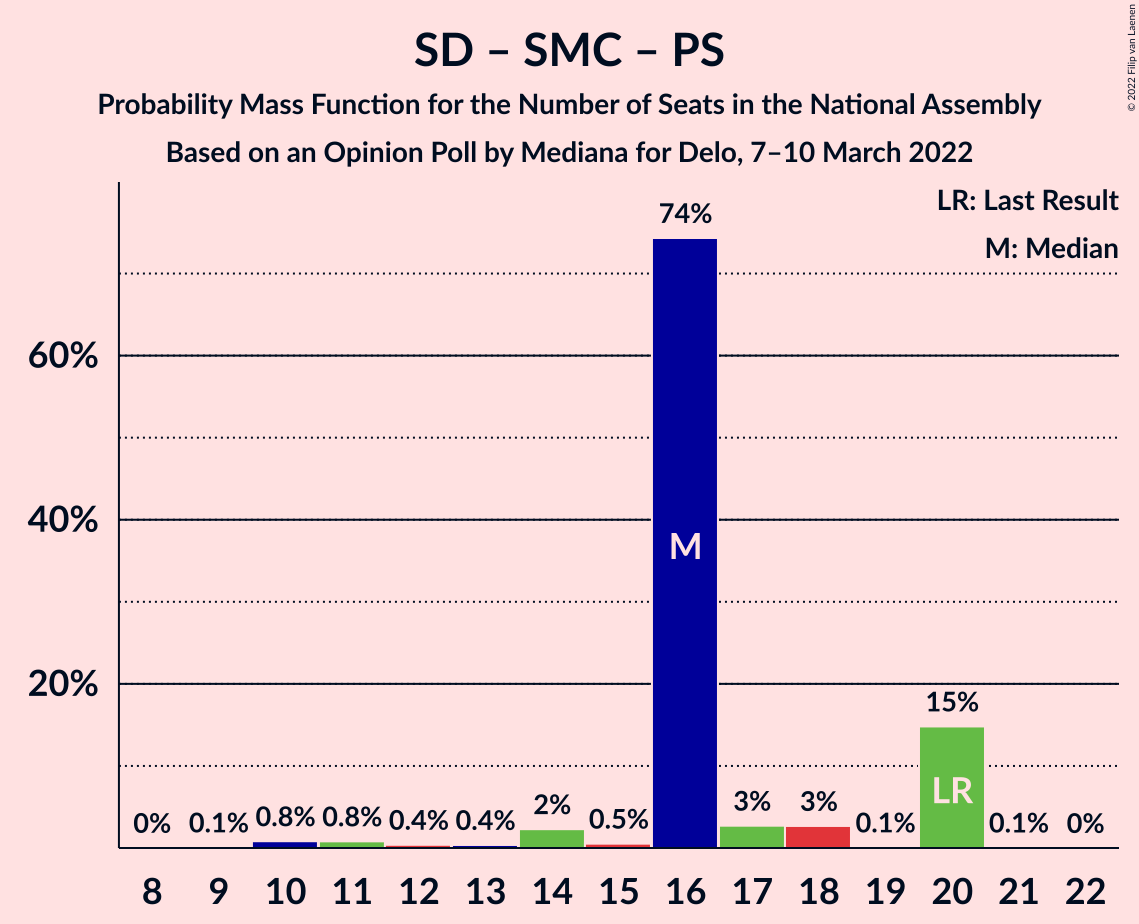 SD – SMC – PS
Probability Mass Function for the Number of Seats in the National Assembly
Based on an Opinion Poll by Mediana for Delo, 7–10 March 2022
© 2022 Filip van Laenen
LR: Last Result
M: Median
60%
40%
20%
0%
0.1%
0.8%
0.8%
0.4%
0.4%
2%
0.5%
74%
M
3%
3%
0.1%
15%
LR
0.1%
0%
8 9 10 11 12 13 14 15 16 17 18 19 20 21 22